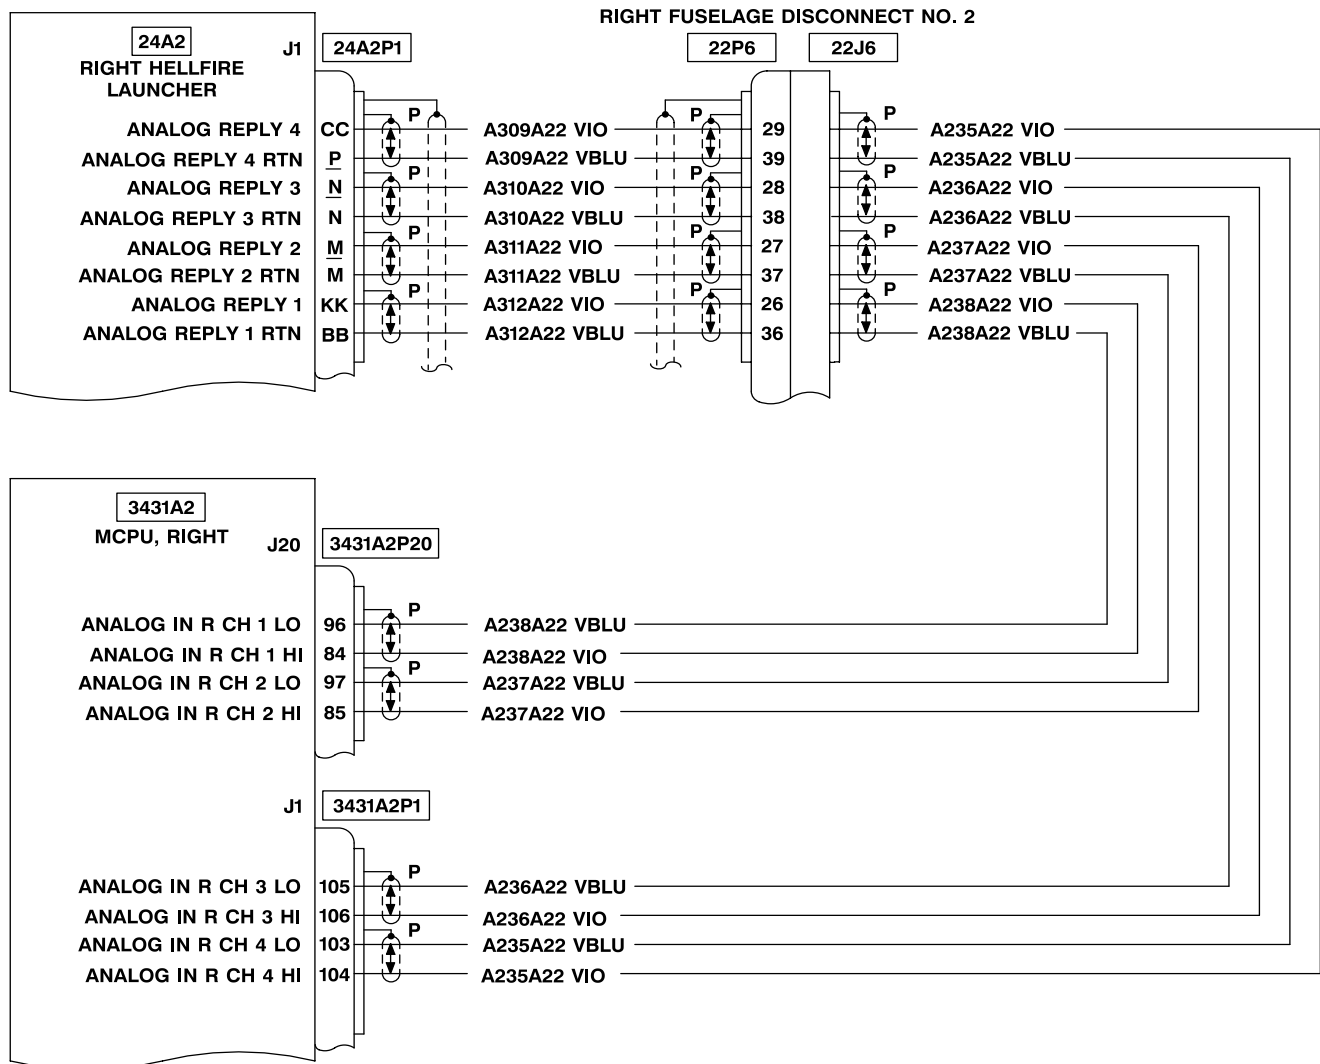 RIGHT FUSELAGE DISCONNECT NO. 2
24A2 J1 24A2P1 22P6 22J6
RIGHT HELLFIRE
LAUNCHER
P P P
ANALOG REPLY 4 CC A309A22 VIO 29 A235A22 VIO
ANALOG REPLY 4 RTN P A309A22 VBLU 39 A235A22 VBLU
P P P
ANALOG REPLY 3 N A310A22 VIO 28 A236A22 VIO
ANALOG REPLY 3 RTN N A310A22 VBLU 38 A236A22 VBLU
P P P
ANALOG REPLY 2 M A311A22 VIO 27 A237A22 VIO
ANALOG REPLY 2 RTN M A311A22 VBLU 37 A237A22 VBLU
P P P
ANALOG REPLY 1 KK A312A22 VIO 26 A238A22 VIO
ANALOG REPLY 1 RTN BB A312A22 VBLU 36 A238A22 VBLU
3431A2
MCPU, RIGHT J20 3431A2P20
P
ANALOG IN R CH 1 LO 96 A238A22 VBLU
ANALOG IN R CH 1 HI 84 A238A22 VIO
P
ANALOG IN R CH 2 LO 97 A237A22 VBLU
ANALOG IN R CH 2 HI 85 A237A22 VIO
J1 3431A2P1
P
ANALOG IN R CH 3 LO 105 A236A22 VBLU
ANALOG IN R CH 3 HI 106 A236A22 VIO
P
ANALOG IN R CH 4 LO 103 A235A22 VBLU
ANALOG IN R CH 4 HI 104 A235A22 VIO